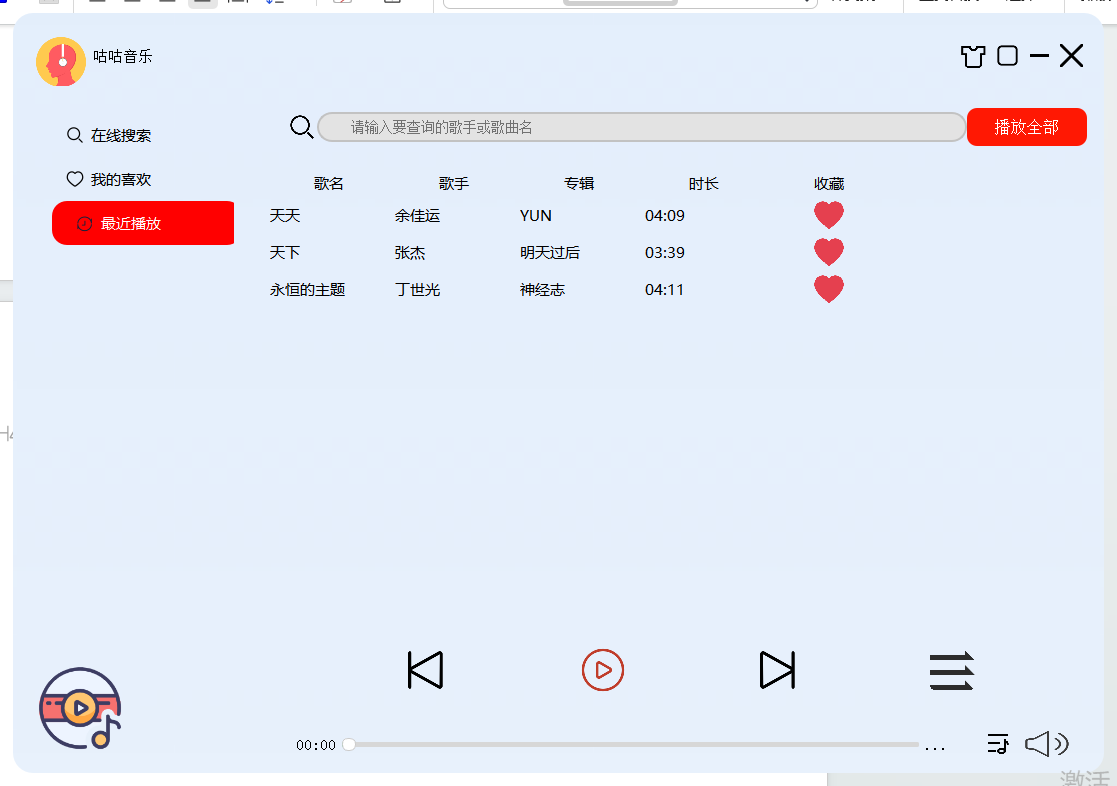 咕咕音乐
在线搜索
我的喜欢
最近播放
请输入要查询的歌手或歌曲名
播放全部
歌名 歌手 专辑 时长 收藏
天天 余佳运 YUN 04:09
天下 张杰 明天过后 03:39
永恒的主题 丁世光 神经志 04:11
00:00
...
激活